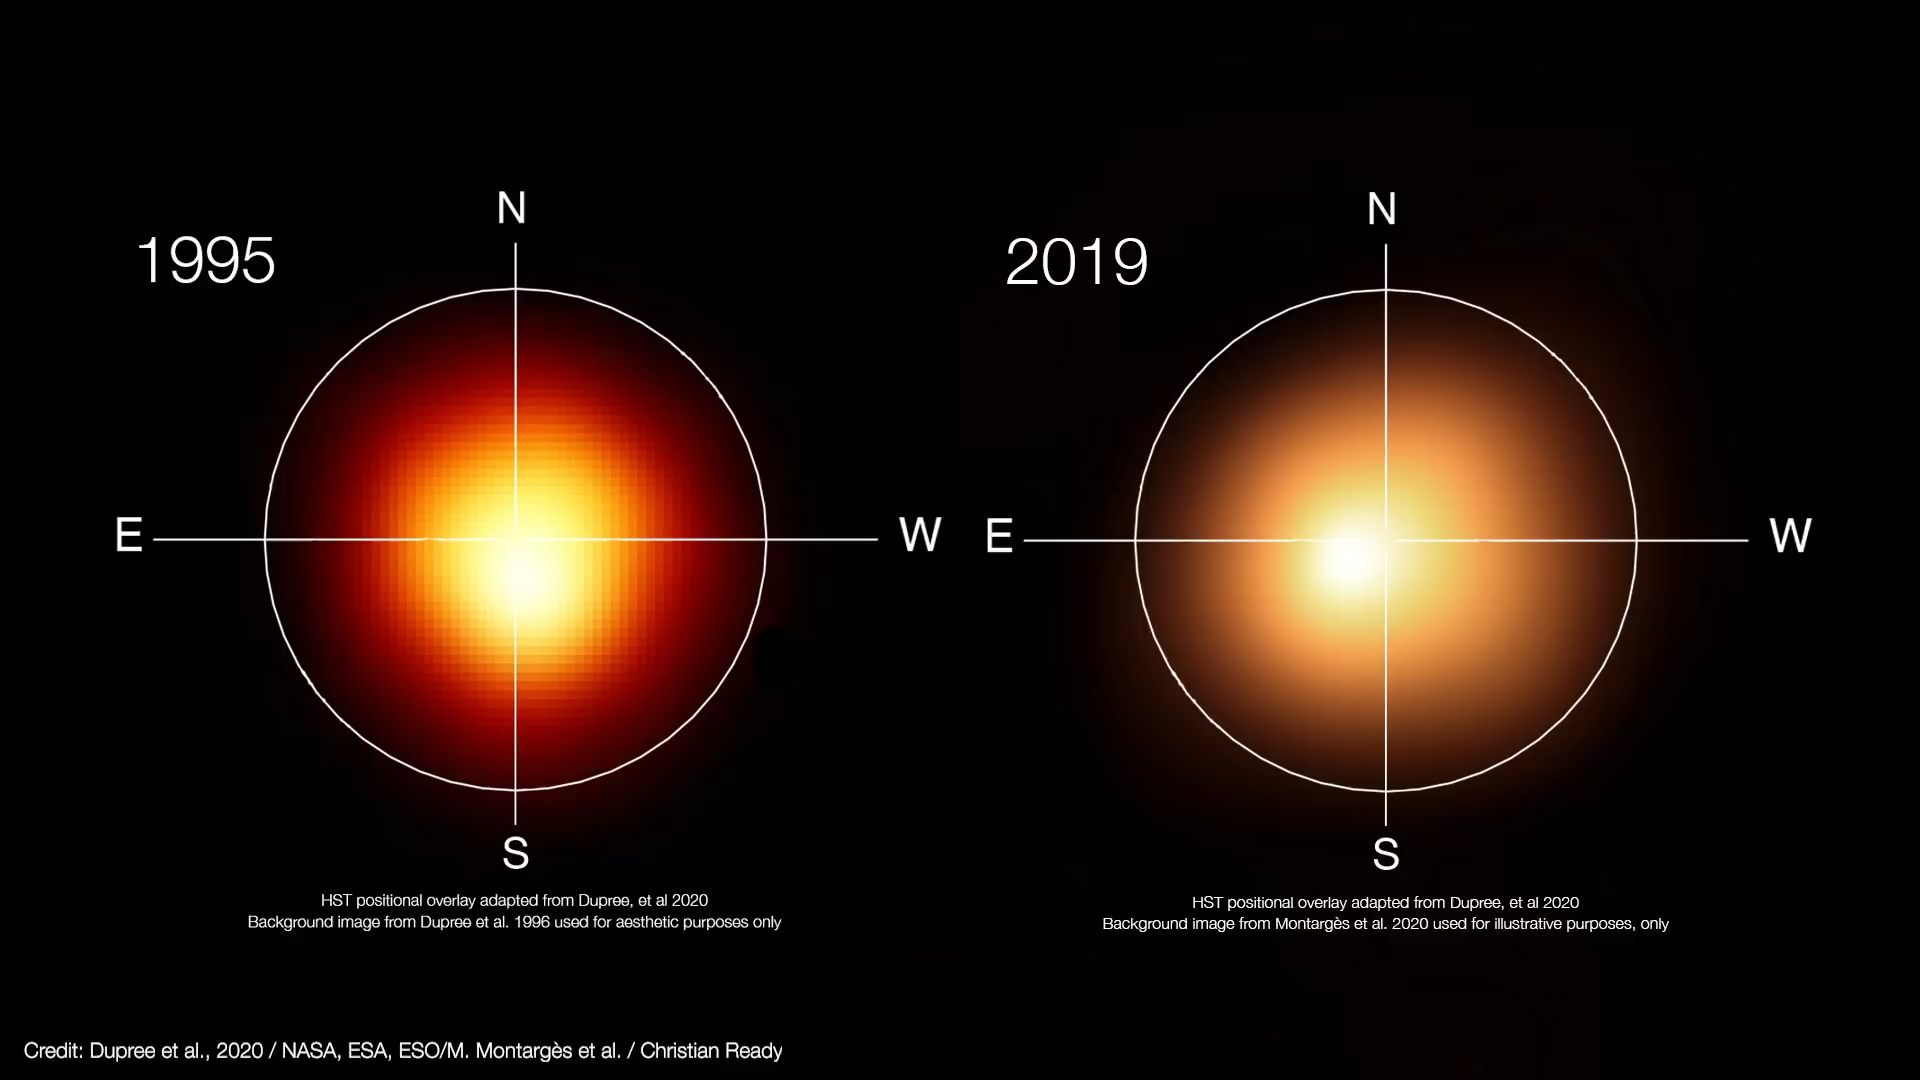 1995
N
E
W
S
HST positional overlay adapted from Dupree, et al 2020
Background image from Dupree et al. 1996 used for aesthetic purposes only
2019
N
E
W
S
HST positional overlay adapted from Dupree, et al 2020
Background image from Montargès et al. 2020 used for illustrative purposes, only
Credit: Dupree et al., 2020 / NASA, ESA, ESO/M. Montargès et al. / Christian Ready